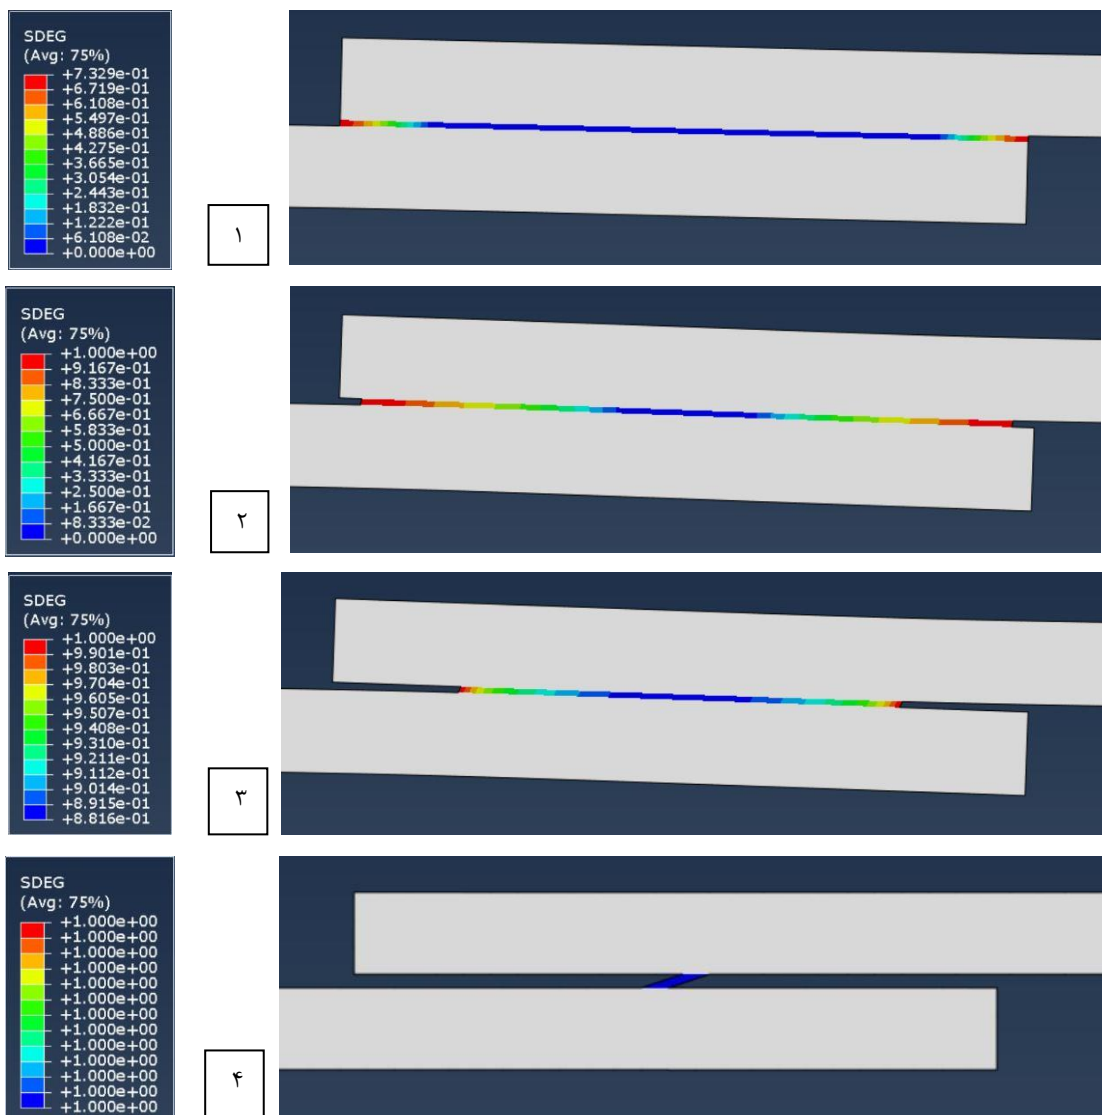 SDEG
(Avg: 75%)
+7.329e-01
+6.719e-01
+6.108e-01
+5.497e-01
+4.886e-01
+4.275e-01
+3.665e-01
+3.054e-01
+2.443e-01
+1.832e-01
+1.222e-01
+6.108e-02
+0.000e+00
۱
SDEG
(Avg: 75%)
+1.000e+00
+9.167e-01
+8.333e-01
+7.500e-01
+6.667e-01
+5.833e-01
+5.000e-01
+4.167e-01
+3.333e-01
+2.500e-01
+1.667e-01
+8.333e-02
+0.000e+00
۲
SDEG
(Avg: 75%)
+1.000e+00
+9.901e-01
+9.803e-01
+9.704e-01
+9.605e-01
+9.507e-01
+9.408e-01
+9.310e-01
+9.211e-01
+9.112e-01
+9.014e-01
+8.915e-01
+8.816e-01
۳
SDEG
(Avg: 75%)
+1.000e+00
+1.000e+00
+1.000e+00
+1.000e+00
+1.000e+00
+1.000e+00
+1.000e+00
+1.000e+00
+1.000e+00
+1.000e+00
+1.000e+00
+1.000e+00
+1.000e+00
۴